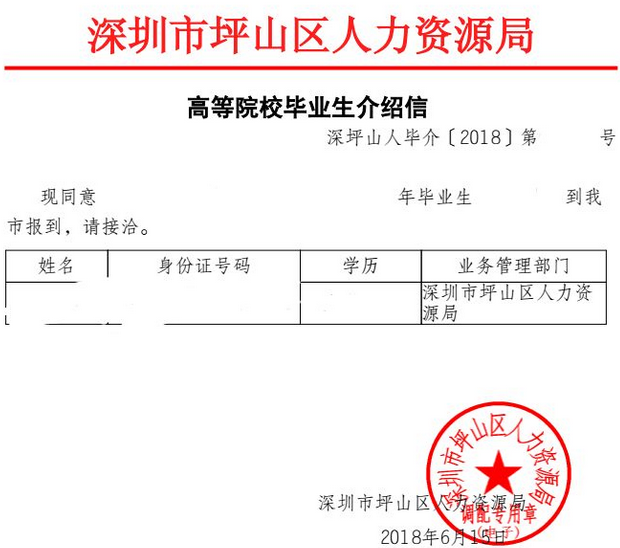 深圳市坪山区人力资源局
高等院校毕业生介绍信
深坪山人毕介〔2018〕第 号
现同意 年毕业生 到我
市报到，请接洽。
姓名 身份证号码 学历 业务管理部门
深圳市坪山区人力资
源局
深圳市坪山区人力资源局
调配专用章
（电子）
深圳市坪山区人力资源局
2018年6月15日